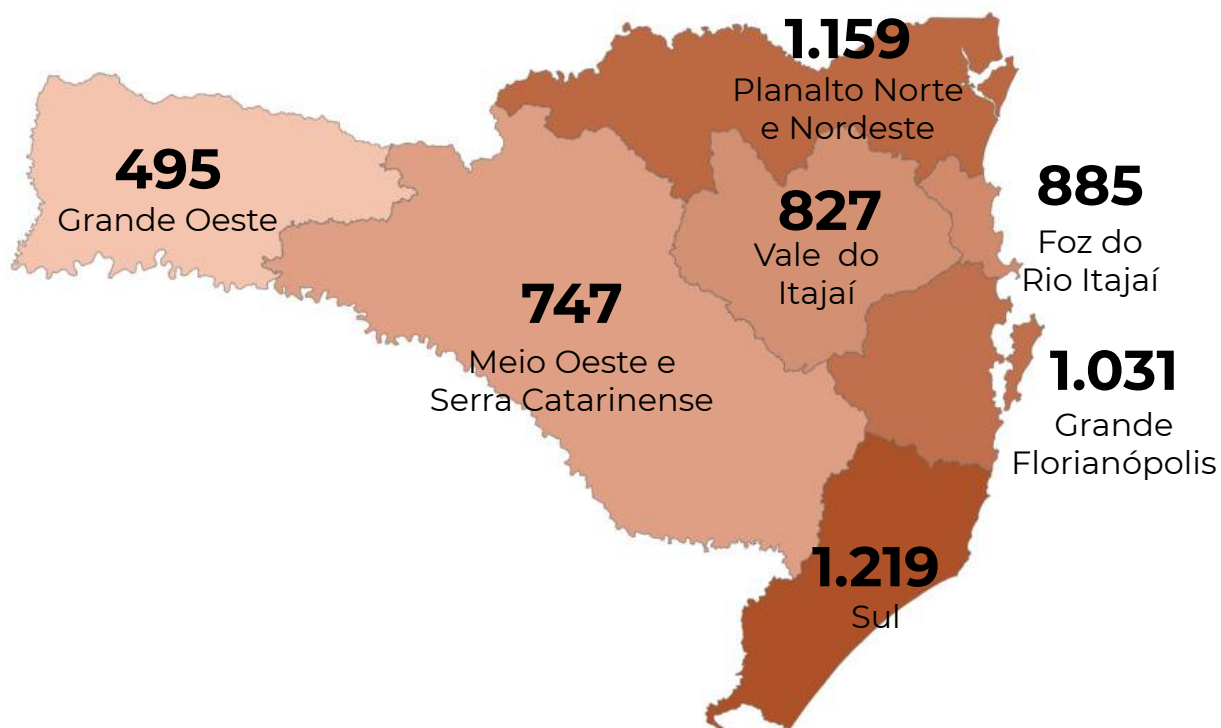 1.159
Planalto Norte
e Nordeste
495
Grande Oeste
827
Vale do
Itajaí
885
Foz do
Rio Itajaí
747
Meio Oeste e
Serra Catarinense
1.031
Grande
Florianópolis
1.219
Sul